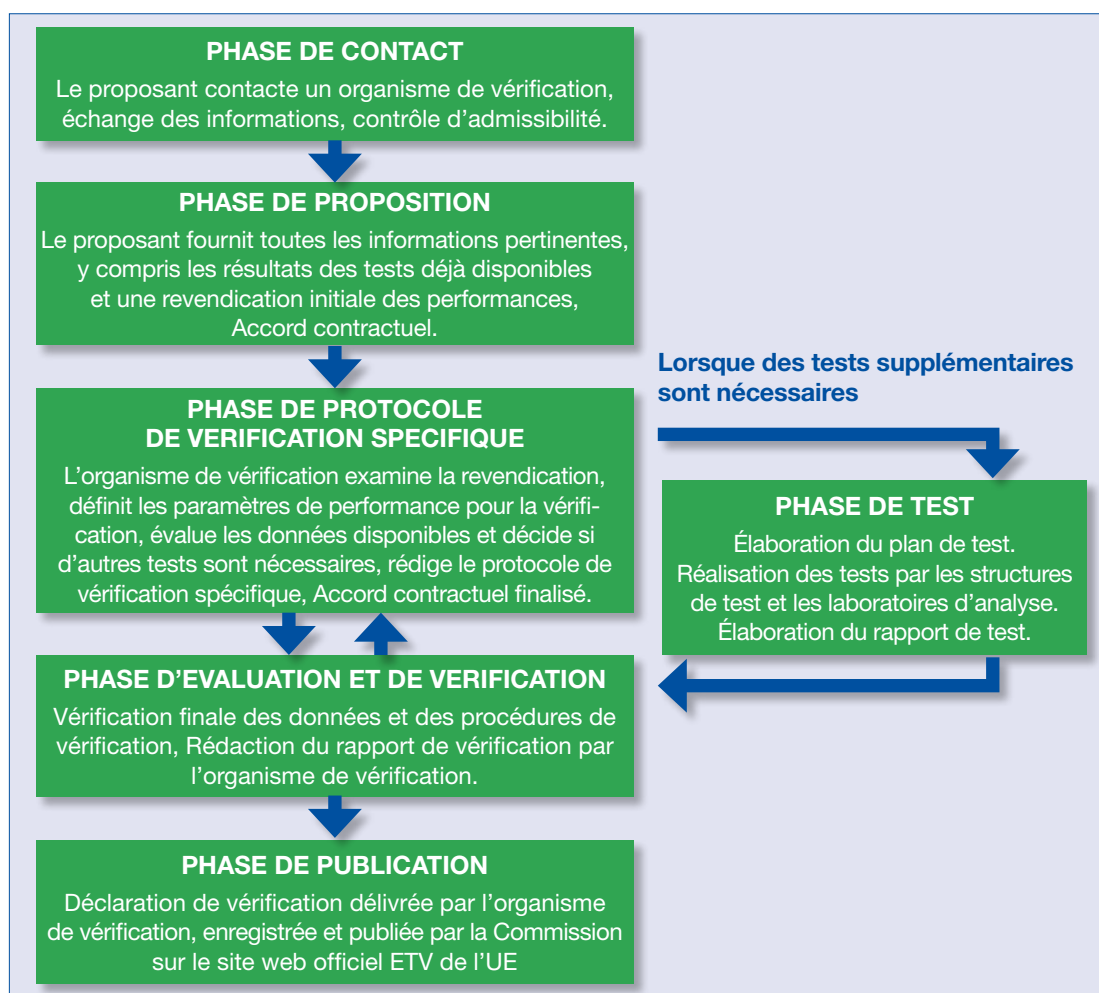 PHASE DE CONTACT
Le proposant contacte un organisme de vérification,
échange des informations, contrôle d’admissibilité.
PHASE DE PROPOSITION
Le proposant fournit toutes les informations pertinentes,
y compris les résultats des tests déjà disponibles
et une revendication initiale des performances,
Accord contractuel.
PHASE DE PROTOCOLE
DE VERIFICATION SPECIFIQUE
L’organisme de vérification examine la revendication,
définit les paramètres de performance pour la vérifi-
cation, évalue les données disponibles et décide si
d’autres tests sont nécessaires, rédige le protocole de
vérification spécifique, Accord contractuel finalisé.
Lorsque des tests supplémentaires
sont nécessaires
PHASE DE TEST
Élaboration du plan de test.
Réalisation des tests par les structures
de test et les laboratoires d’analyse.
Élaboration du rapport de test.
PHASE D’EVALUATION ET DE VERIFICATION
Vérification finale des données et des procédures de
vérification, Rédaction du rapport de vérification par
l’organisme de vérification.
PHASE DE PUBLICATION
Déclaration de vérification délivrée par l’organisme
de vérification, enregistrée et publiée par la Commission
sur le site web officiel ETV de l’UE